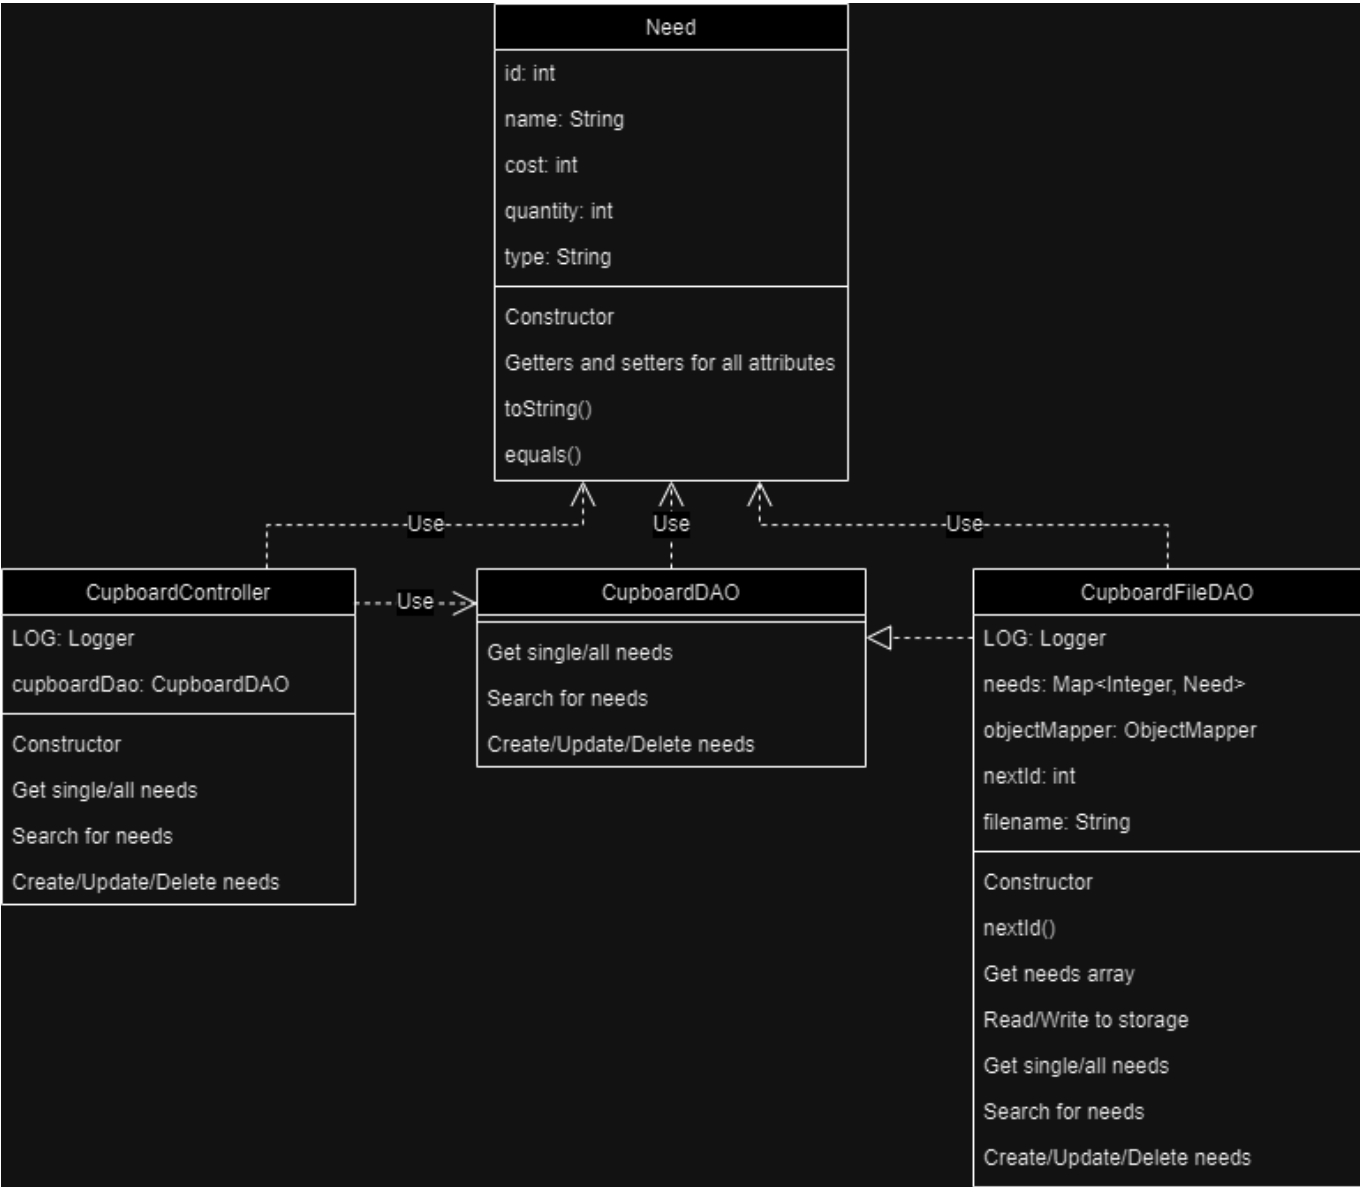 Need
id: int
name: String
cost: int
quantity: int
type: String
Constructor
Getters and setters for all attributes
toString()
equals()
Use
Use
Use
CupboardController
LOG: Logger
cupboardDao: CupboardDAO
Constructor
Get single/all needs
Search for needs
Create/Update/Delete needs
Use
CupboardDAO
Get single/all needs
Search for needs
Create/Update/Delete needs
CupboardFileDAO
LOG: Logger
needs: Map<Integer, Need>
objectMapper: ObjectMapper
nextId: int
filename: String
Constructor
nextId()
Get needs array
Read/Write to storage
Get single/all needs
Search for needs
Create/Update/Delete needs